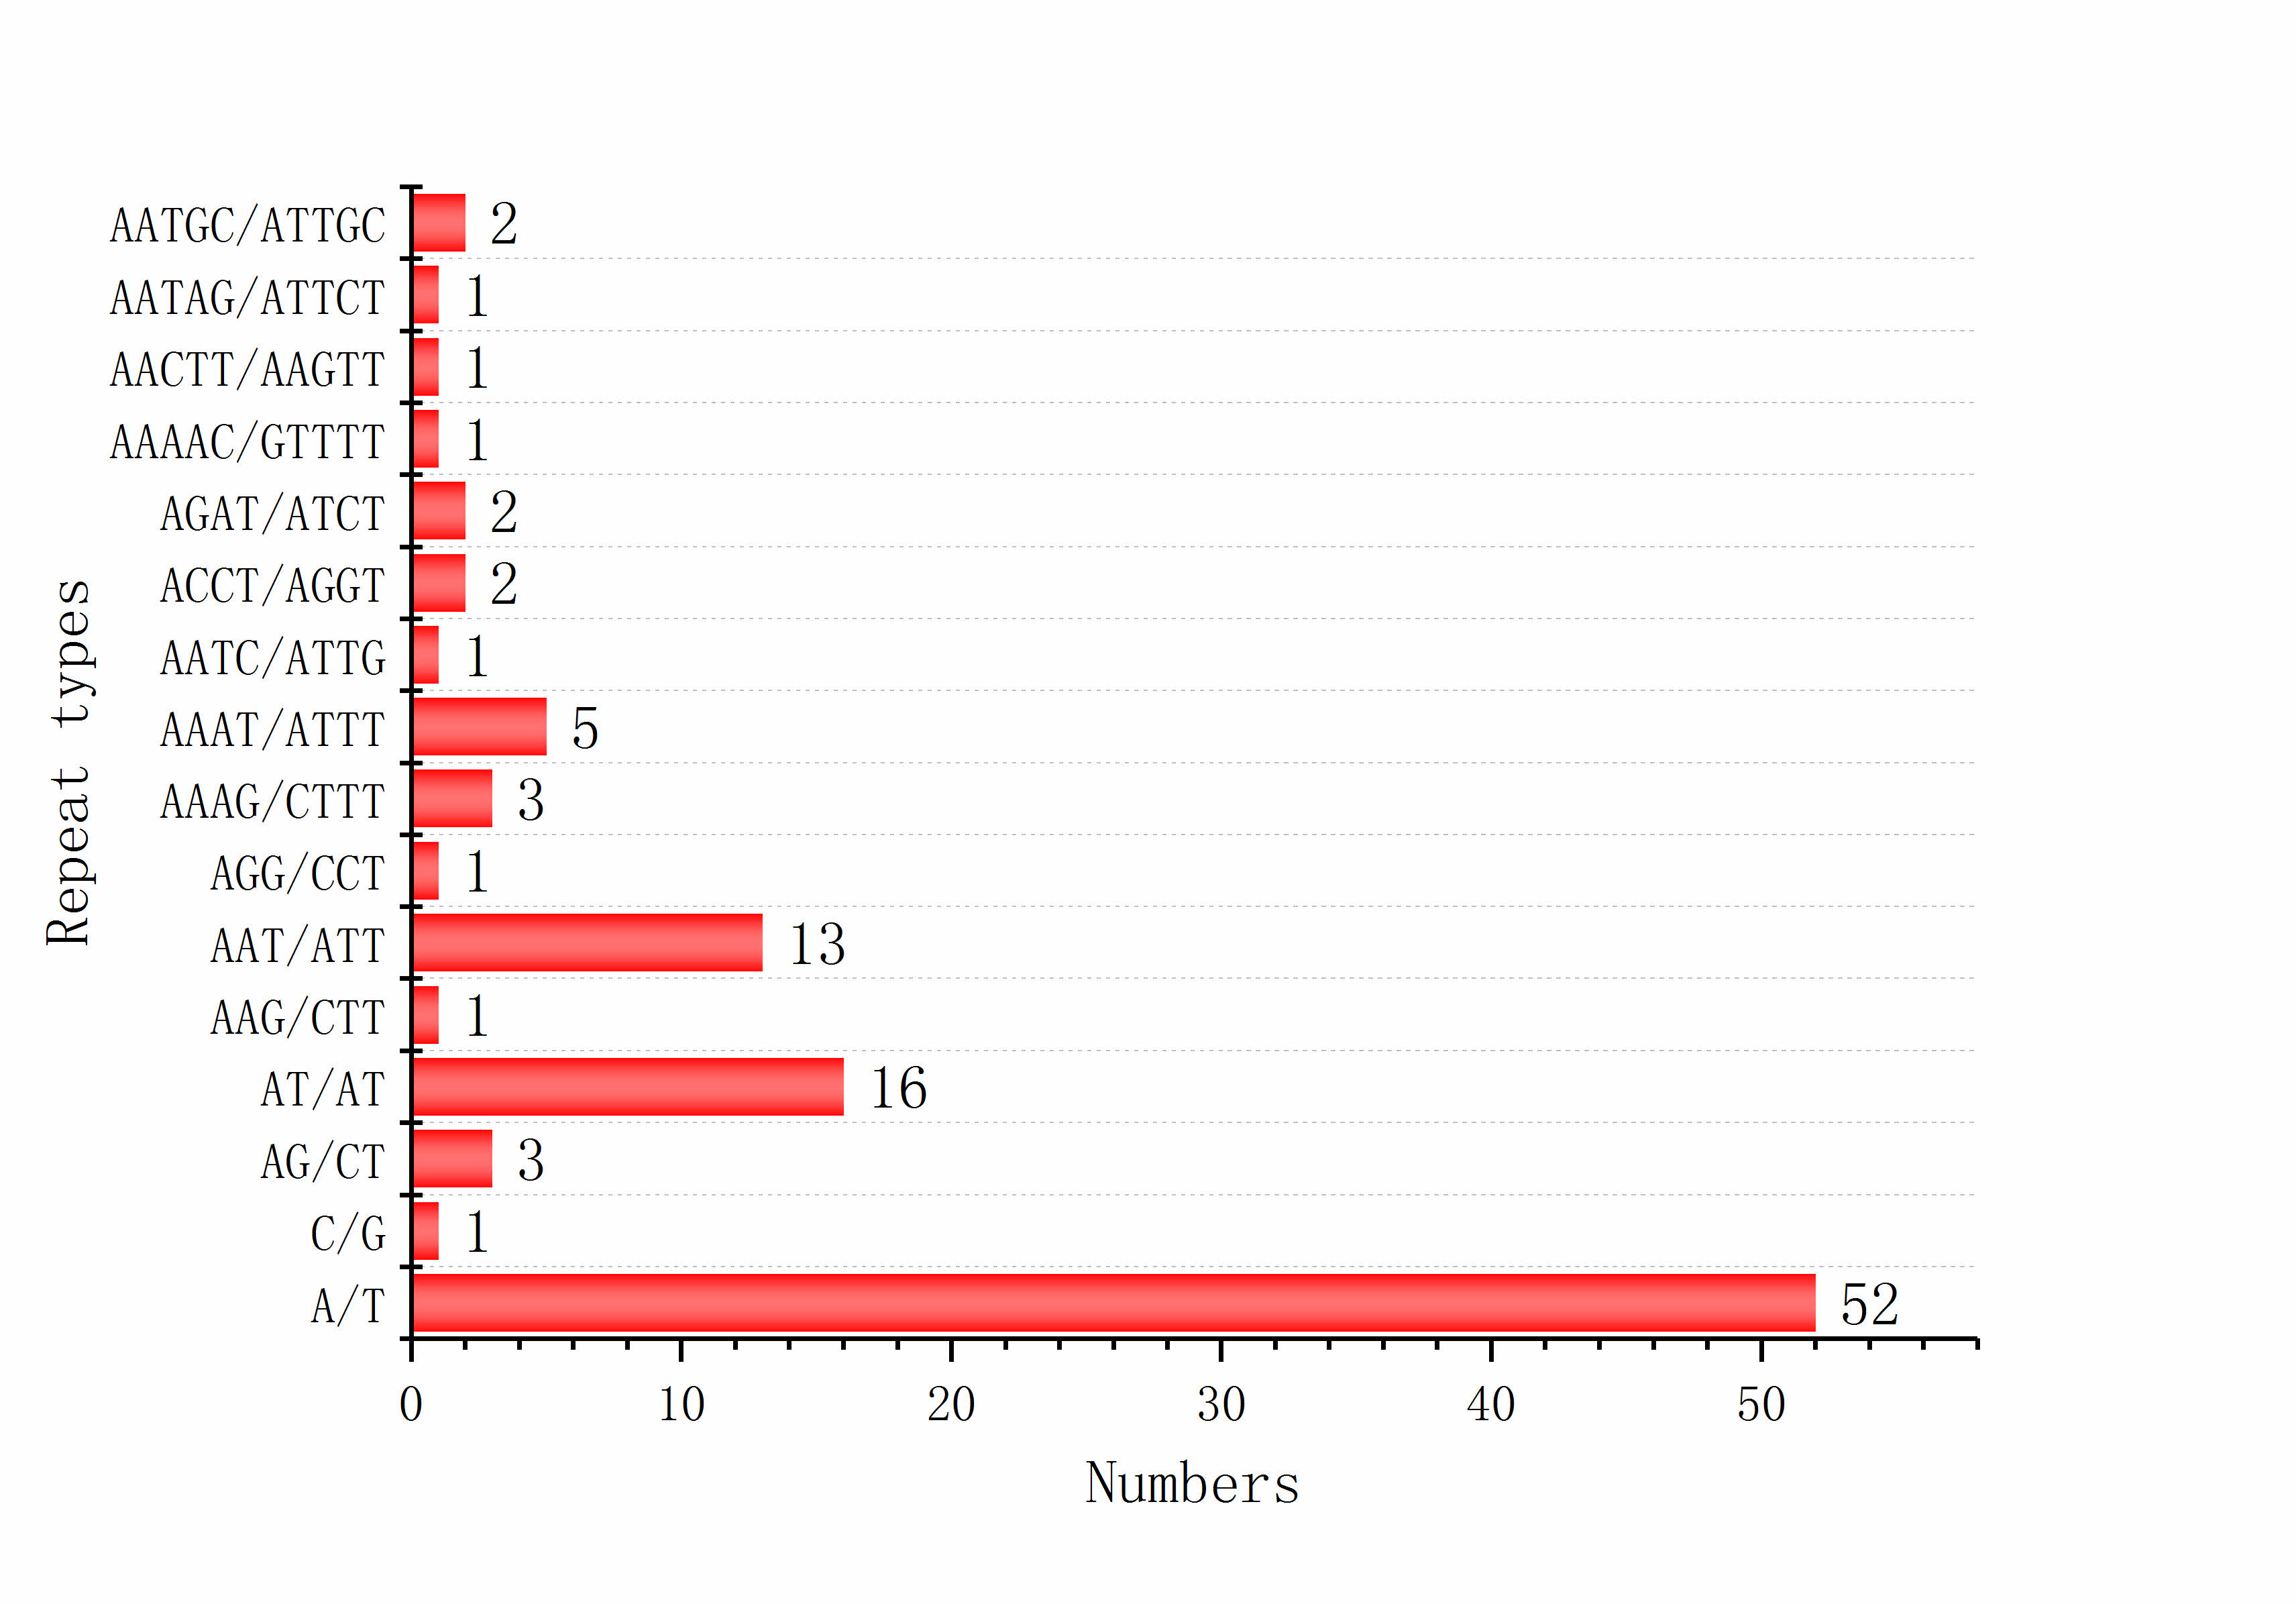 AATGC/ATTGC 2
AATAG/ATTCT 1
AACTT/AAGTT 1
AAAAC/GTTTT 1
AGAT/ATCT 2
ACCT/AGGT 2
AATC/ATTG 1
AAAT/ATTT 5
AAAG/CTTT 3
AGG/CCT 1
AAT/ATT 13
AAG/CTT 1
AT/AT 16
AG/CT 3
C/G 1
A/T 52
Repeat types
0 10 20 30 40 50
Numbers